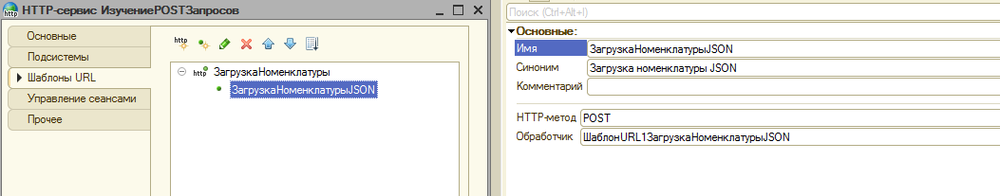 HTTP-сервис ИзучениеPOSTЗапросов
Основные
Подсистемы
Шаблоны URL
Управление сеансами
Прочее
ЗагрузкаНоменклатуры
ЗагрузкаНоменклатурыJSON
Поиск (Ctrl+Alt+I)
Основные:
Имя ЗагрузкаНоменклатурыJSON
Синоним Загрузка номенклатуры JSON
Комментарий
HTTP-метод POST
Обработчик ШаблонURL1ЗагрузкаНоменклатурыJSON